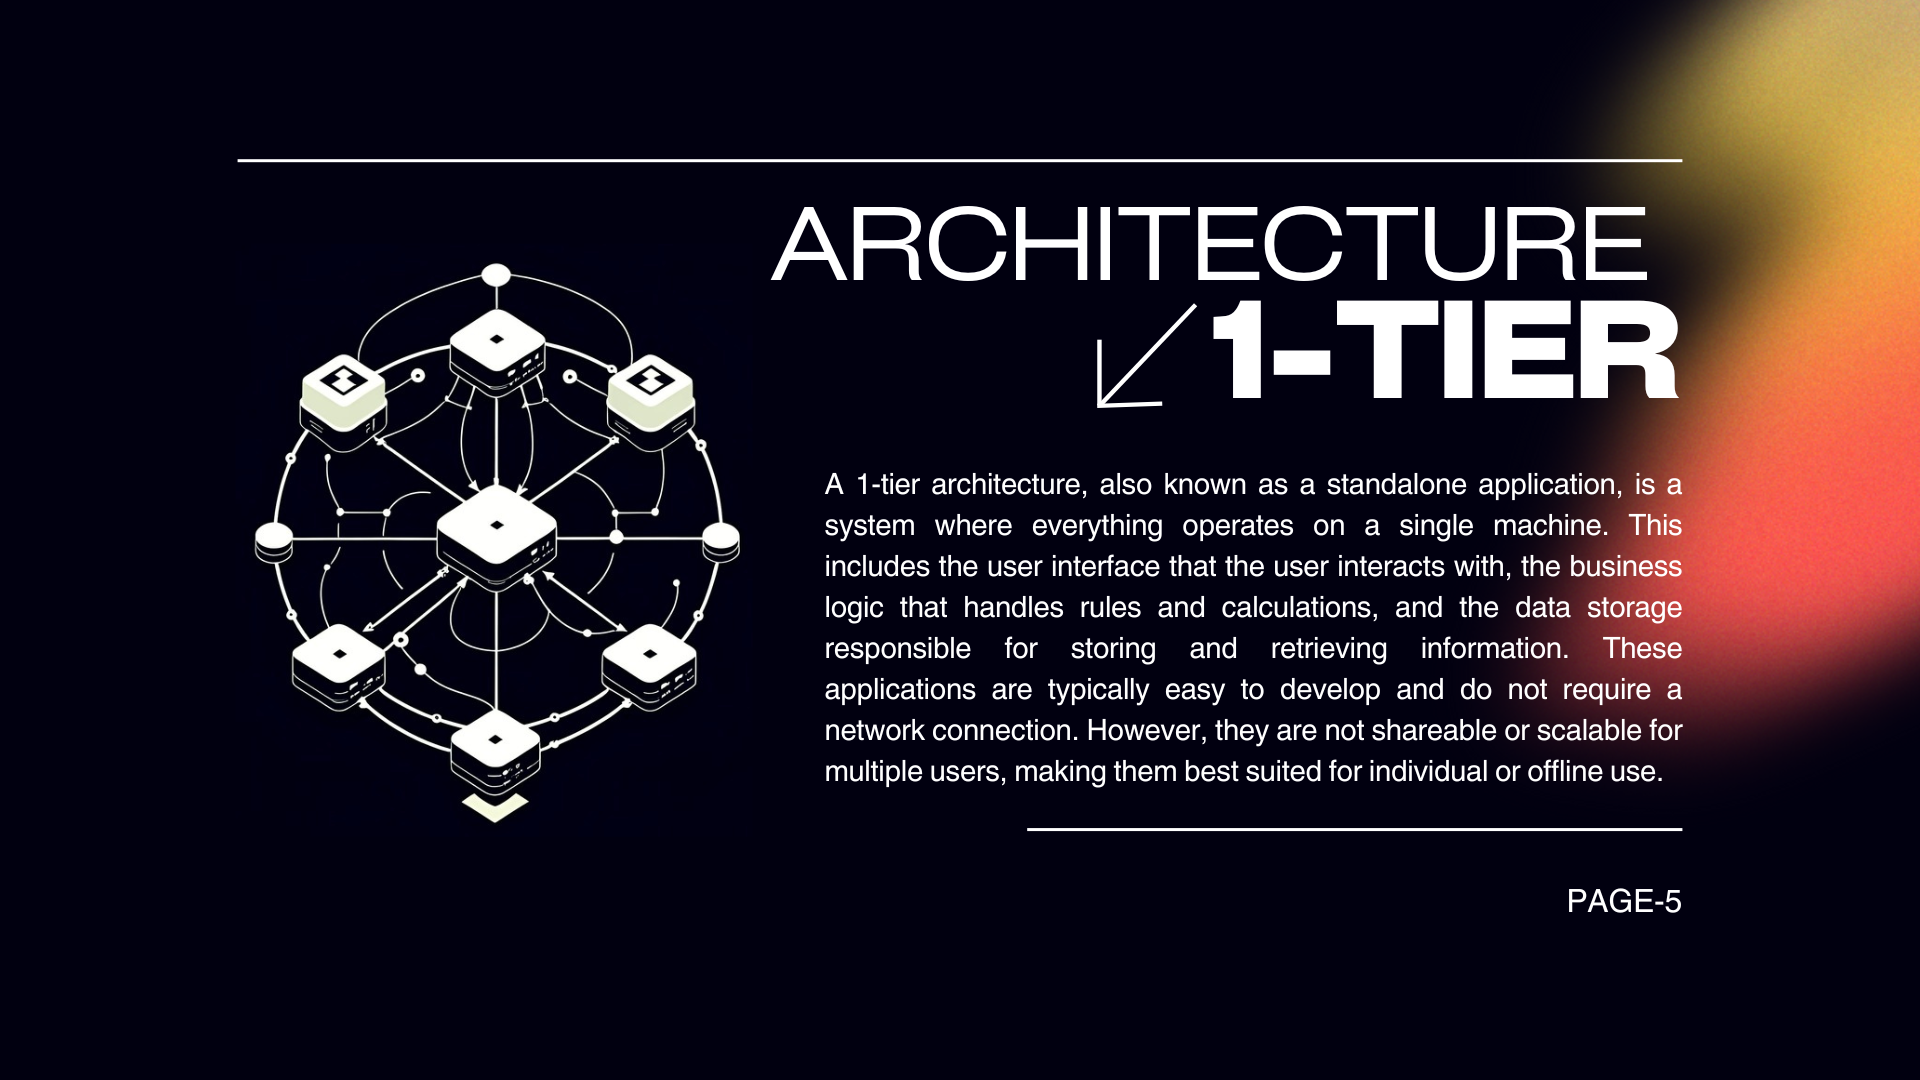 ARCHITECTURE
1-TIER
A 1-tier architecture, also known as a standalone application, is a
system where everything operates on a single machine. This
includes the user interface that the user interacts with, the business
logic that handles rules and calculations, and the data storage
responsible for storing and retrieving information. These
applications are typically easy to develop and do not require a
network connection. However, they are not shareable or scalable for
multiple users, making them best suited for individual or offline use.
PAGE-5